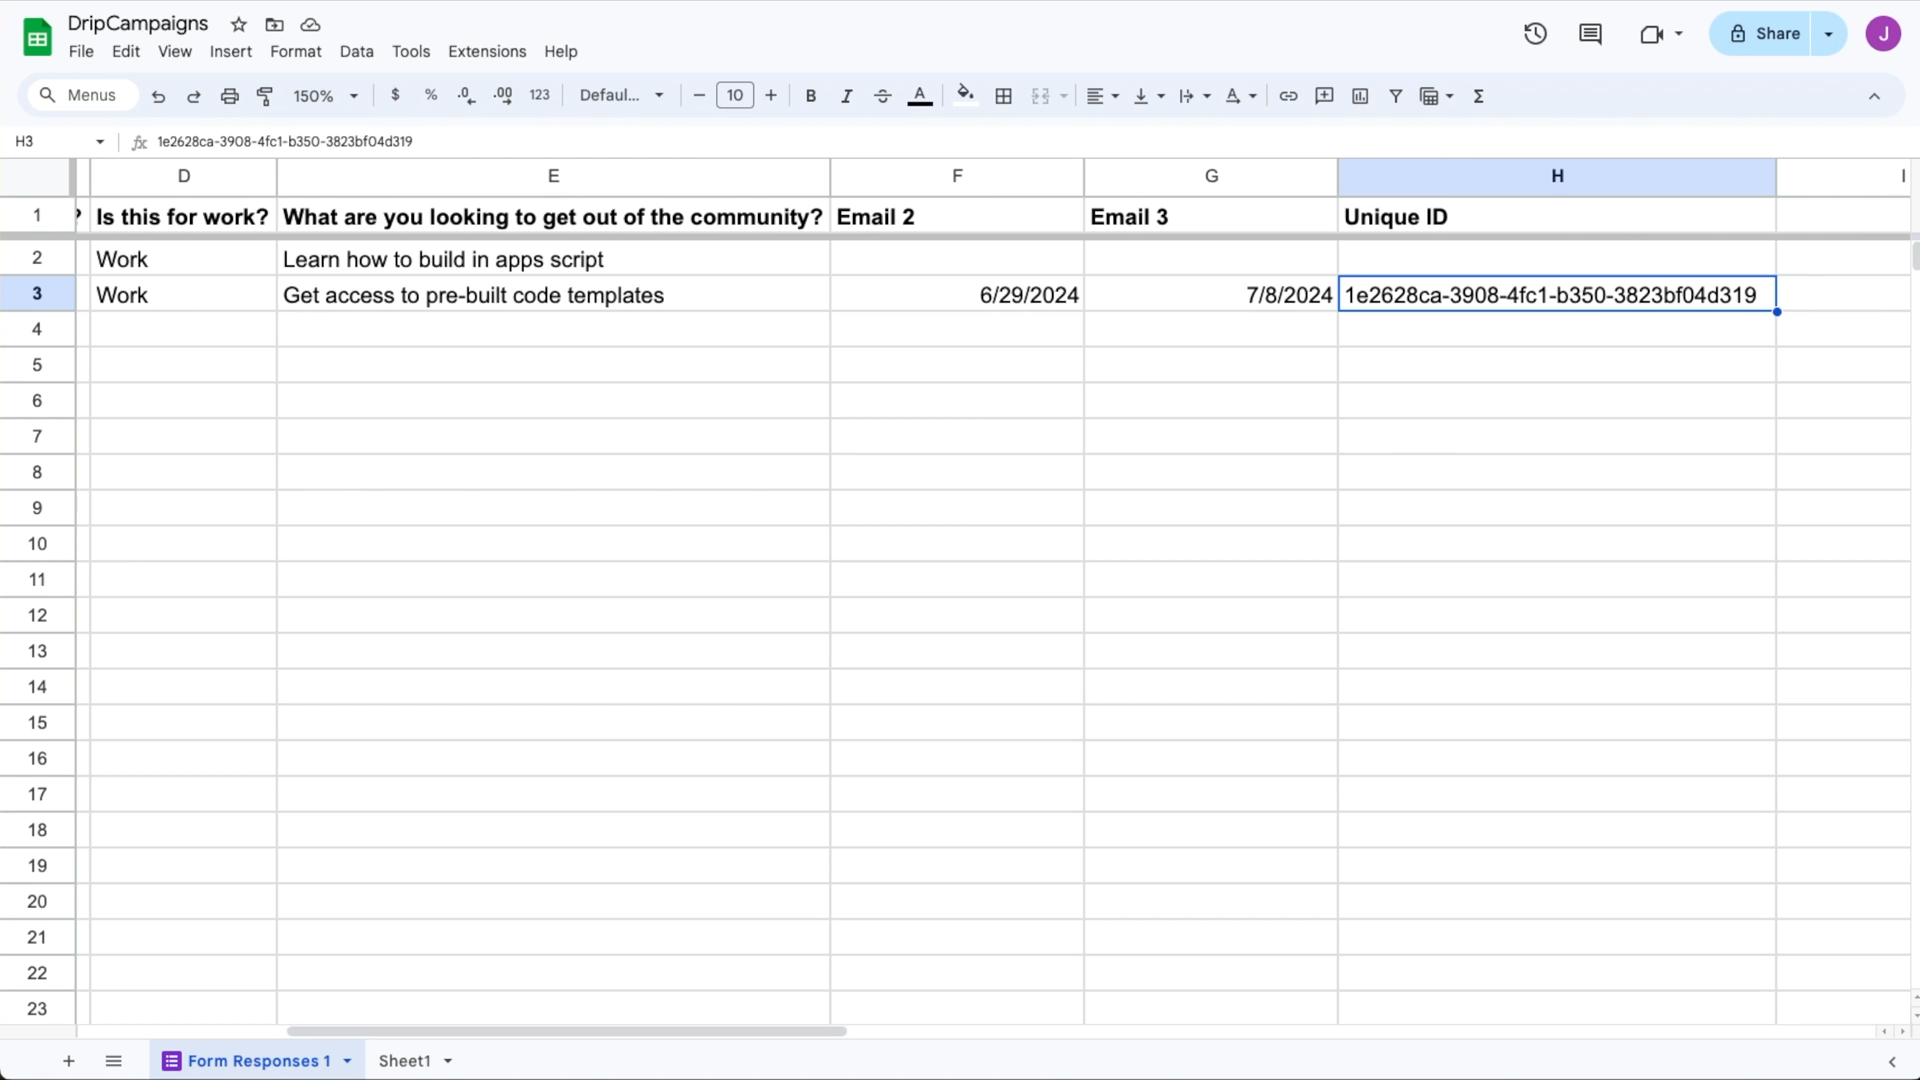 DripCampaigns
File Edit View Insert Format Data Tools Extensions Help
Share
J
Menus 150% $ % .0 .00 123 Defaul... 10 B I A Σ
H3 fx 1e2628ca-3908-4fc1-b350-3823bf04d319
D E F G H I
1 ? Is this for work? What are you looking to get out of the community? Email 2 Email 3 Unique ID
2 Work Learn how to build in apps script
3 Work Get access to pre-built code templates 6/29/2024 7/8/2024 1e2628ca-3908-4fc1-b350-3823bf04d319
4
5
6
7
8
9
10
11
12
13
14
15
16
17
18
19
20
21
22
23
Form Responses 1 Sheet1